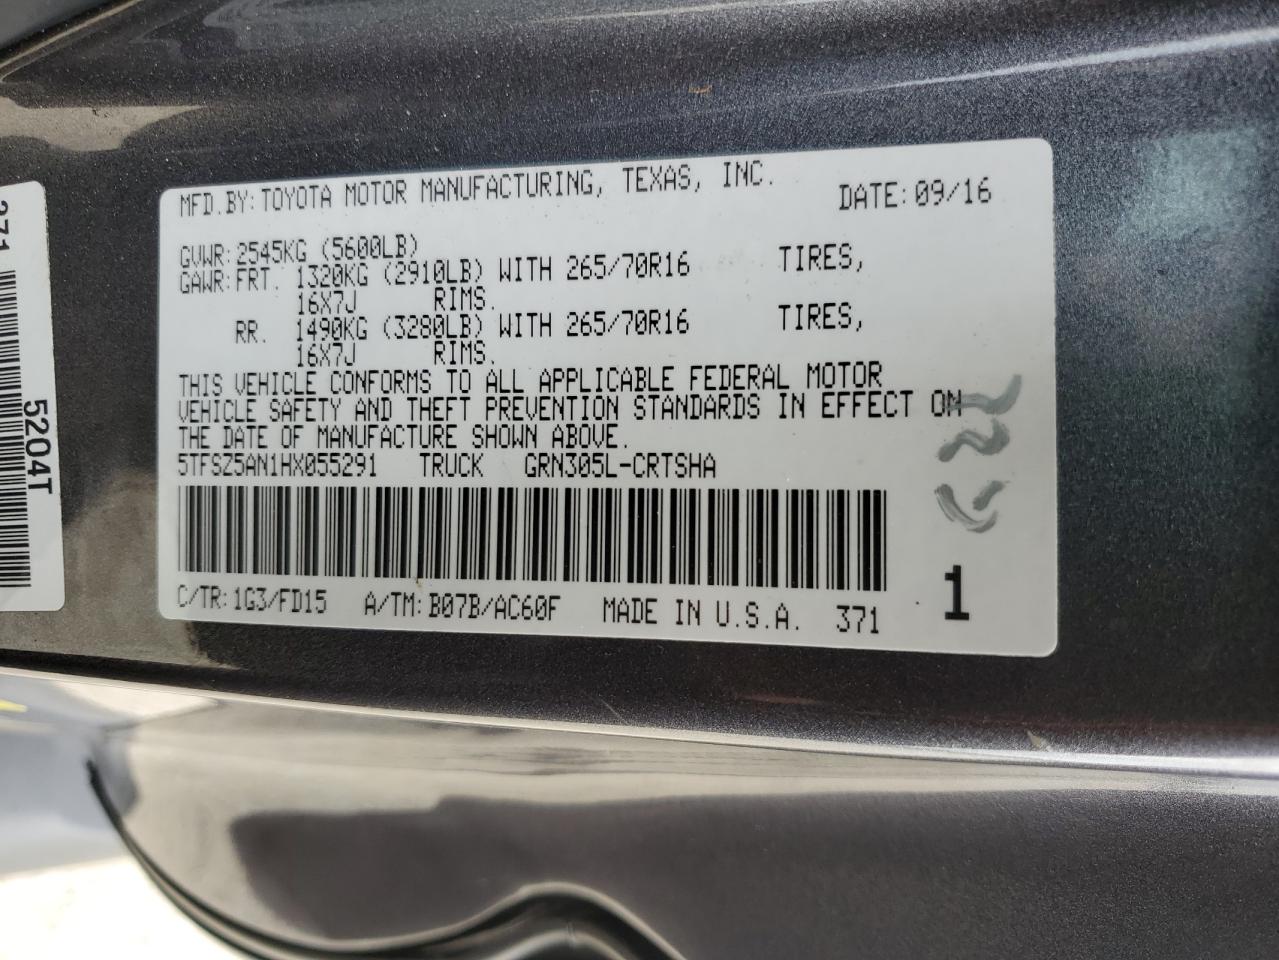 MFD.BY: TOYOTA MOTOR MANUFACTURING, TEXAS, INC. DATE: 09/16
GVWR: 2545KG (5600LB)
GAWR: FRT. 1320KG (2910LB) WITH 265/70R16 TIRES,
16X7J RIMS.
RR. 1490KG (3280LB) WITH 265/70R16 TIRES,
16X7J RIMS.
THIS VEHICLE CONFORMS TO ALL APPLICABLE FEDERAL MOTOR
VEHICLE SAFETY AND THEFT PREVENTION STANDARDS IN EFFECT ON
THE DATE OF MANUFACTURE SHOWN ABOVE.
5TFSZ5AN1HX055291 TRUCK GRN305L-CRTSHA
C/TR: 1G3/FD15 A/TM: B07B/AC60F MADE IN U.S.A. 371
1
371
5204T